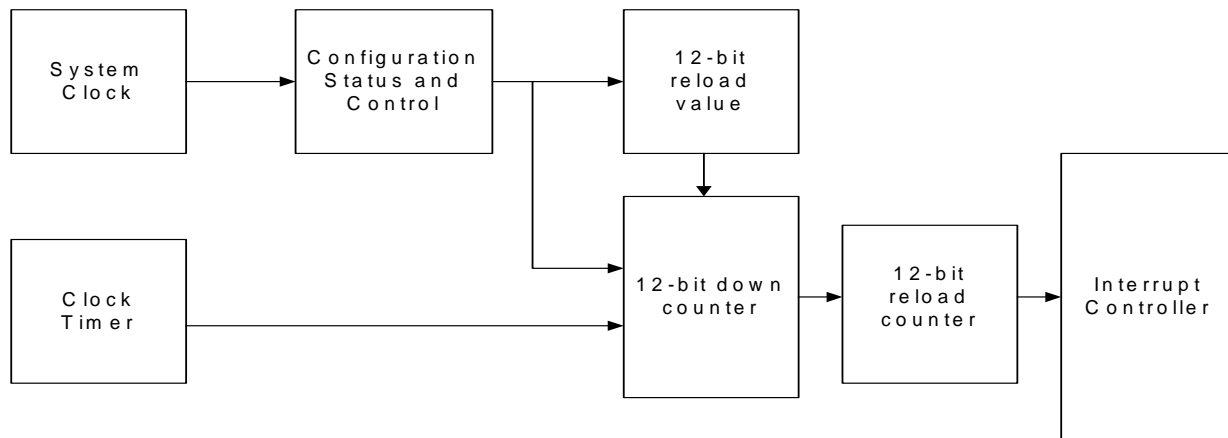 System
Clock
Configuration
Status and
Control
12-bit
reload
value
Clock
Timer
12-bit down
counter
12-bit
reload
counter
Interrupt
Controller